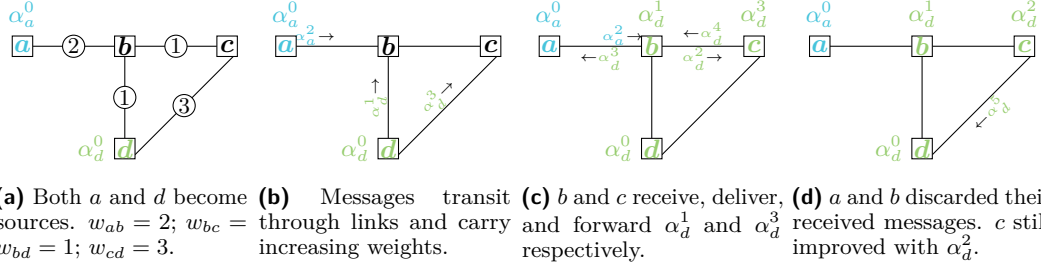 α_a^0
α_a^0
α_a^0
α_d^1
α_d^3
α_a^0
α_d^1
α_d^2
a 2 b 1 c
a α_a^2→ b c
a α_a^2→ b ←α_d^4 c
←α_d^3 α_d^2→
a b c
1 3
α_d^1→ α_d^3→
←α_d^5
α_d^0 d
α_d^0 d
α_d^0 d
α_d^0 d
(a) Both a and d become
sources. w_ab = 2; w_bc =
w_bd = 1; w_cd = 3.
(b) Messages transit
through links and carry
increasing weights.
(c) b and c receive, deliver,
and forward α_d^1 and α_d^3
respectively.
(d) a and b discarded thei
received messages. c stil
improved with α_d^2.